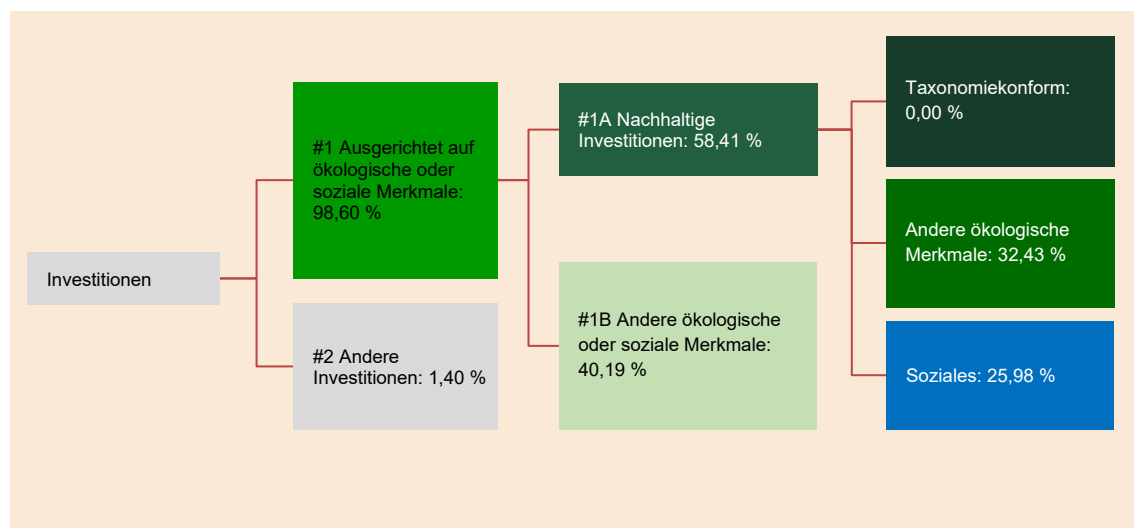 Investitionen
#1 Ausgerichtet auf
ökologische oder
soziale Merkmale:
98,60 %
#2 Andere
Investitionen: 1,40 %
#1A Nachhaltige
Investitionen: 58,41 %
#1B Andere ökologische
oder soziale Merkmale:
40,19 %
Taxonomiekonform:
0,00 %
Andere ökologische
Merkmale: 32,43 %
Soziales: 25,98 %